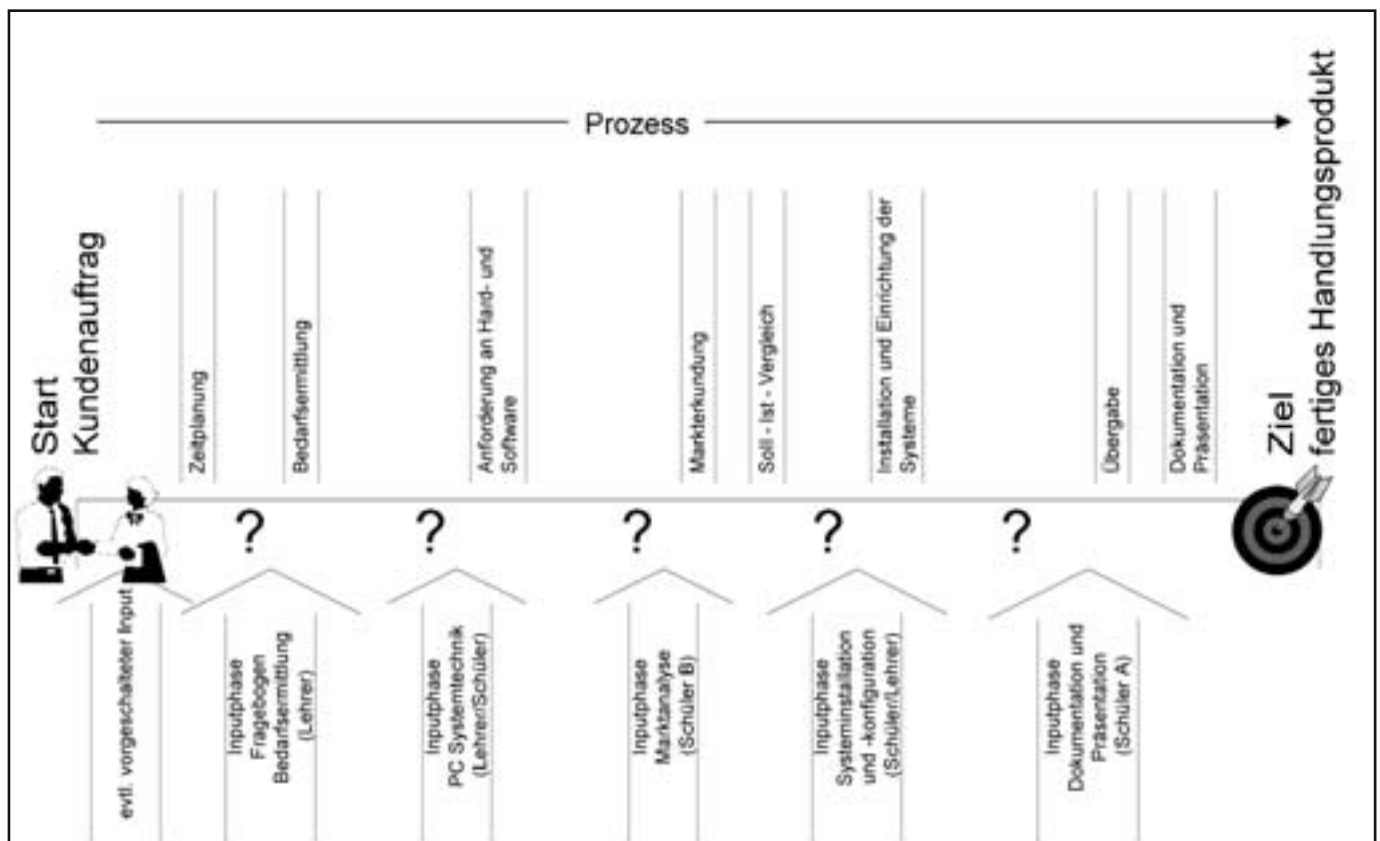 Prozess
Start
Kundenauftrag
Zeitplanung
Bedarfsermittlung
Anforderung an Hard- und
Software
Markterkundung
Soll - Ist - Vergleich
Installation und Einrichtung der
Systeme
Übergabe
Dokumentation und
Präsentation
Ziel
fertiges Handlungsprodukt
?
?
?
?
?
evtl. vorgeschalteter Input
Inputphase
Fragebogen
Bedarfsermittlung
(Lehrer)
Inputphase
PC Systemtechnik
(Lehrer/Schüler)
Inputphase
Marktanalyse
(Schüler B)
Inputphase
Systeminstallation
und -konfiguration
(Schüler/Lehrer)
Inputphase
Dokumentation und
Präsentation
(Schüler A)